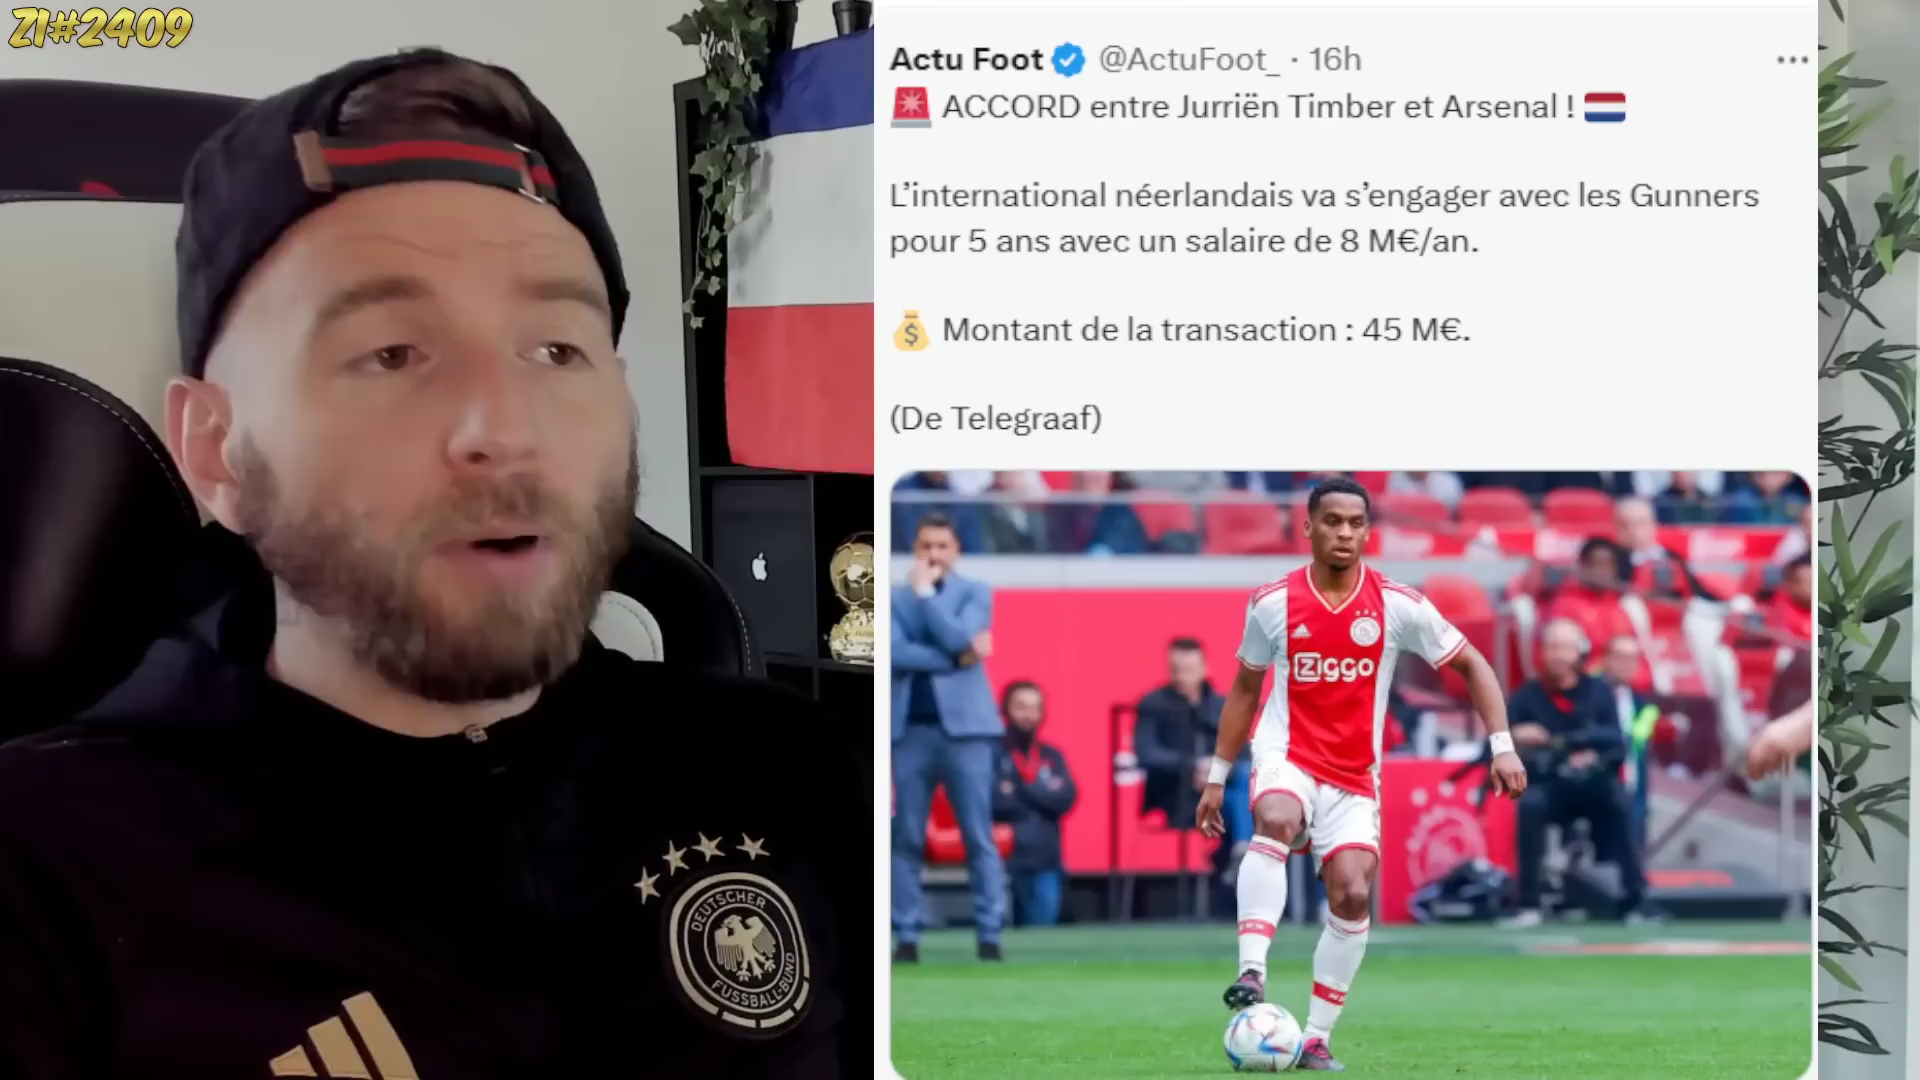 ZI#2409
Actu Foot @ActuFoot_ · 16h
ACCORD entre Jurriën Timber et Arsenal !
L’international néerlandais va s’engager avec les Gunners
pour 5 ans avec un salaire de 8 M€/an.
Montant de la transaction : 45 M€.
(De Telegraaf)
Ziggo
DEUTSCHER
FUSSBALL-BUND